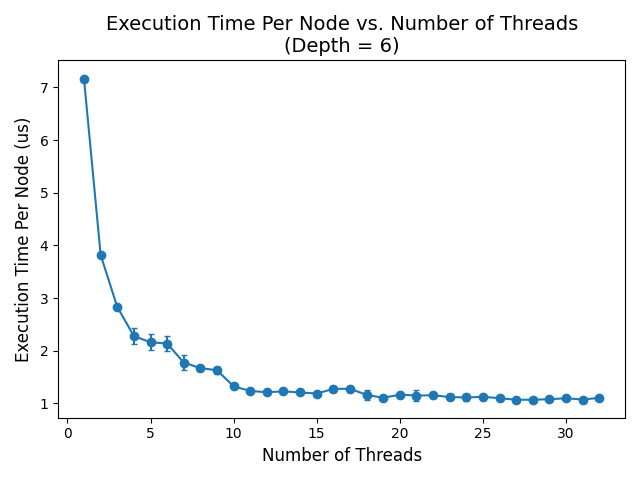 Execution Time Per Node vs. Number of Threads
(Depth = 6)
Execution Time Per Node (us)
7
6
5
4
3
2
1
0 5 10 15 20 25 30
Number of Threads